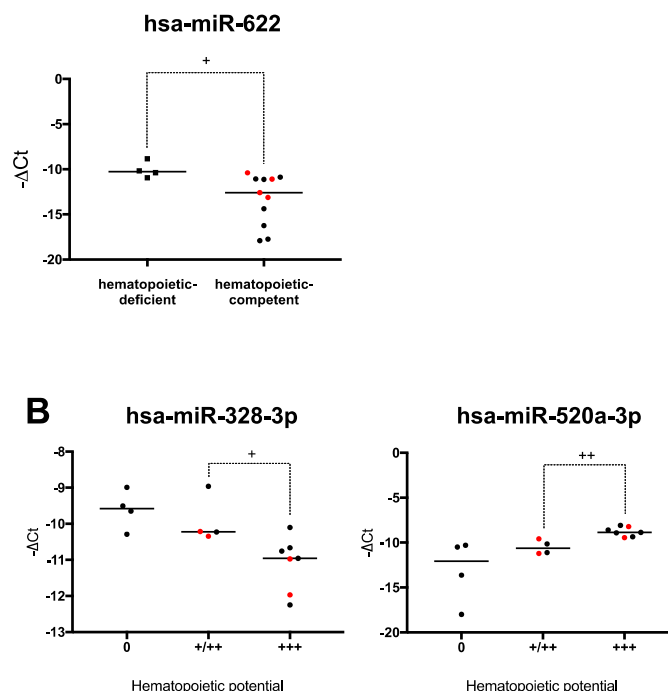 hsa-miR-622
+
0
-5
-10
-15
-20
-ΔCt
hematopoietic-
deficient
hematopoietic-
competent
B
hsa-miR-328-3p
+
-8
-9
-10
-11
-12
-13
-ΔCt
0
+/++
+++
Hematopoietic potential
hsa-miR-520a-3p
++
0
-5
-10
-15
-20
-ΔCt
0
+/++
+++
Hematopoietic potential